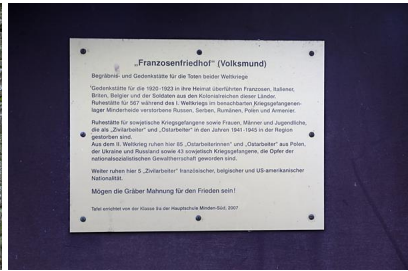 „Franzosenfriedhof“ (Volksmund)
Begräbnis- und Gedenkstätte für die Toten beider Weltkriege
Gedenkstätte für die 1920-1923 in ihre Heimat überführten Franzosen, Italiener,
Briten, Belgier und der Soldaten aus den Kolonialreichen dieser Länder.
Ruhestätte für 567 während des I. Weltkriegs im benachbarten Kriegsgefangenen-
lager Minderheide verstorbene Russen, Serben, Rumänen, Polen und Armenier.
Ruhestätte für sowjetische Kriegsgefangene sowie Frauen, Männer und Jugendliche,
die als „Zivilarbeiter“ und „Ostarbeiter“ in den Jahren 1941-1945 in der Region
gestorben sind.
Aus dem II. Weltkrieg ruhen hier 65 „Ostarbeiterinnen“ und „Ostarbeiter“ aus Polen,
der Ukraine und Russland sowie 43 sowjetisch Kriegsgefangene, die Opfer der
nationalsozialistischen Gewaltherrschaft geworden sind.
Weiter ruhen hier 5 „Zivilarbeiter“ französischer, belgischer und US-amerikanischer
Nationalität.
Mögen die Gräber Mahnung für den Frieden sein!
Tafel errichtet von der Klasse 9a der Hauptschule Minden-Süd, 2007